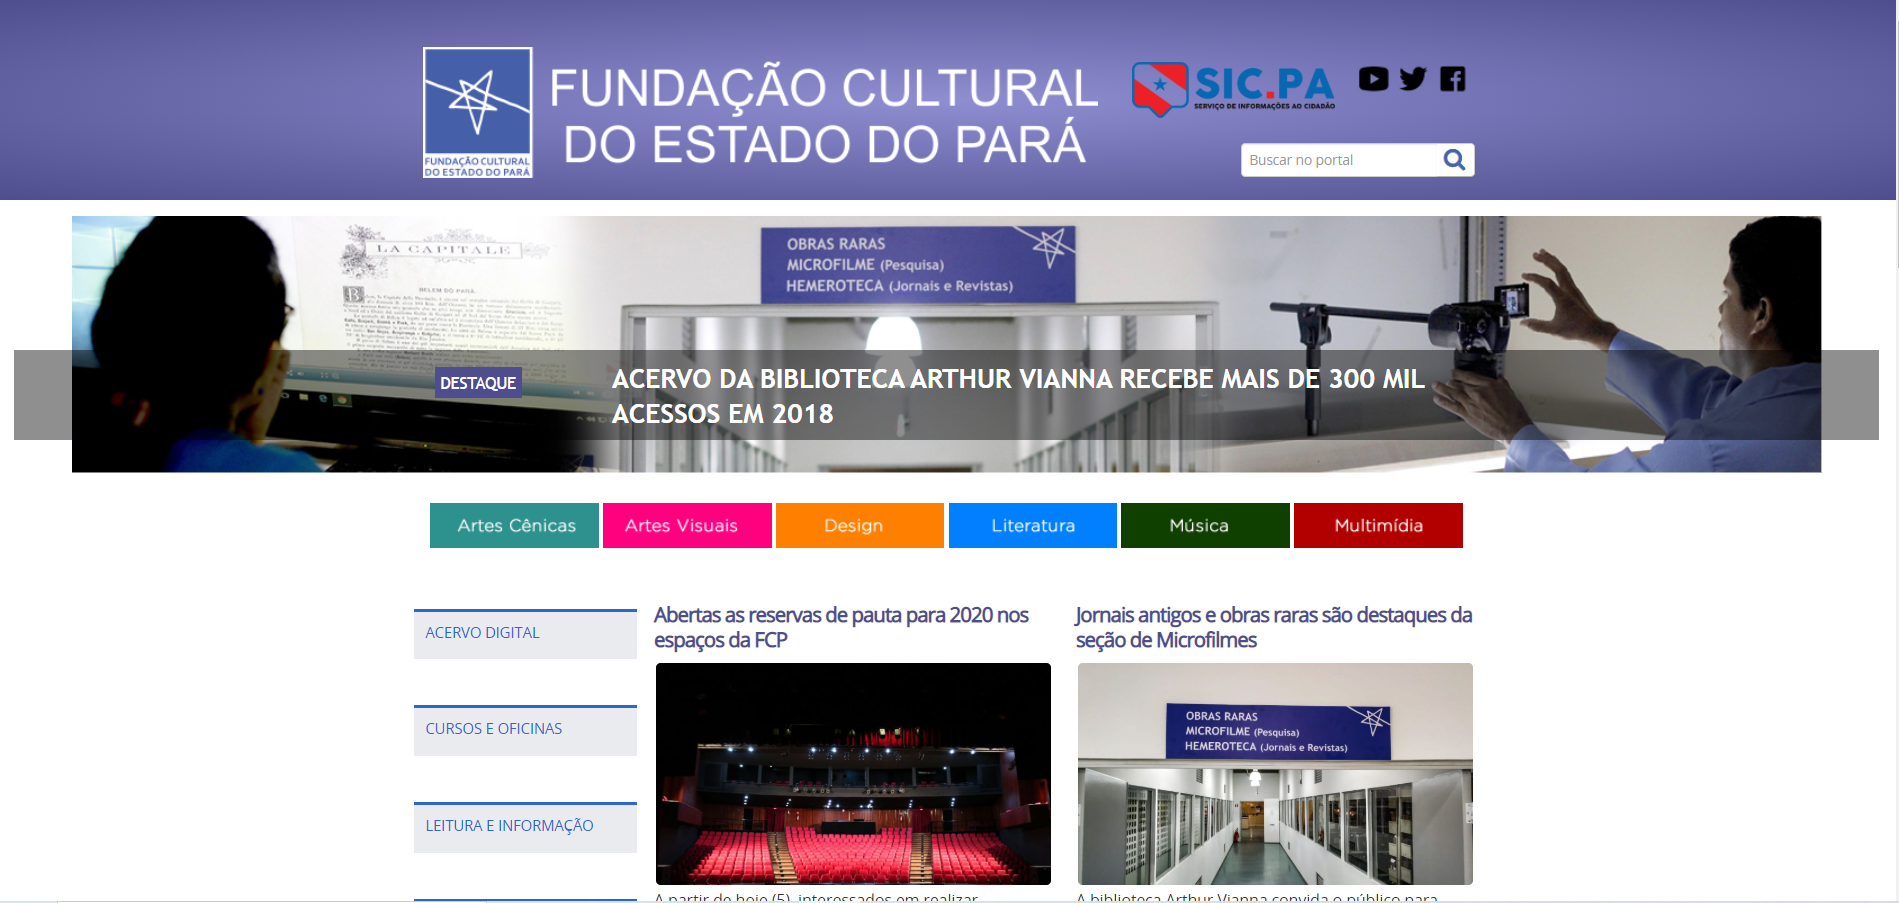 FUNDAÇÃO CULTURAL
DO ESTADO DO PARÁ
FUNDAÇÃO CULTURAL
DO ESTADO DO PARÁ
SIC.PA
SERVIÇO DE INFORMAÇÕES AO CIDADÃO
Buscar no portal
LA CAPITALE
BELEM DO PARÁ.
OBRAS RARAS
MICROFILME (Pesquisa)
HEMEROTECA (Jornais e Revistas)
DESTAQUE
ACERVO DA BIBLIOTECA ARTHUR VIANNA RECEBE MAIS DE 300 MIL
ACESSOS EM 2018
Artes Cênicas
Artes Visuais
Design
Literatura
Música
Multimídia
ACERVO DIGITAL
CURSOS E OFICINAS
LEITURA E INFORMAÇÃO
Abertas as reservas de pauta para 2020 nos
espaços da FCP
A partir de hoje (5), interessados em realizar
Jornais antigos e obras raras são destaques da
seção de Microfilmes
OBRAS RARAS
MICROFILME (Pesquisa)
HEMEROTECA (Jornais e Revistas)
A biblioteca Arthur Vianna convida o público para